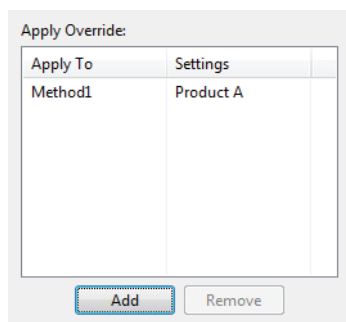 Apply Override:
Apply To Settings
Method1 Product A
Add Remove